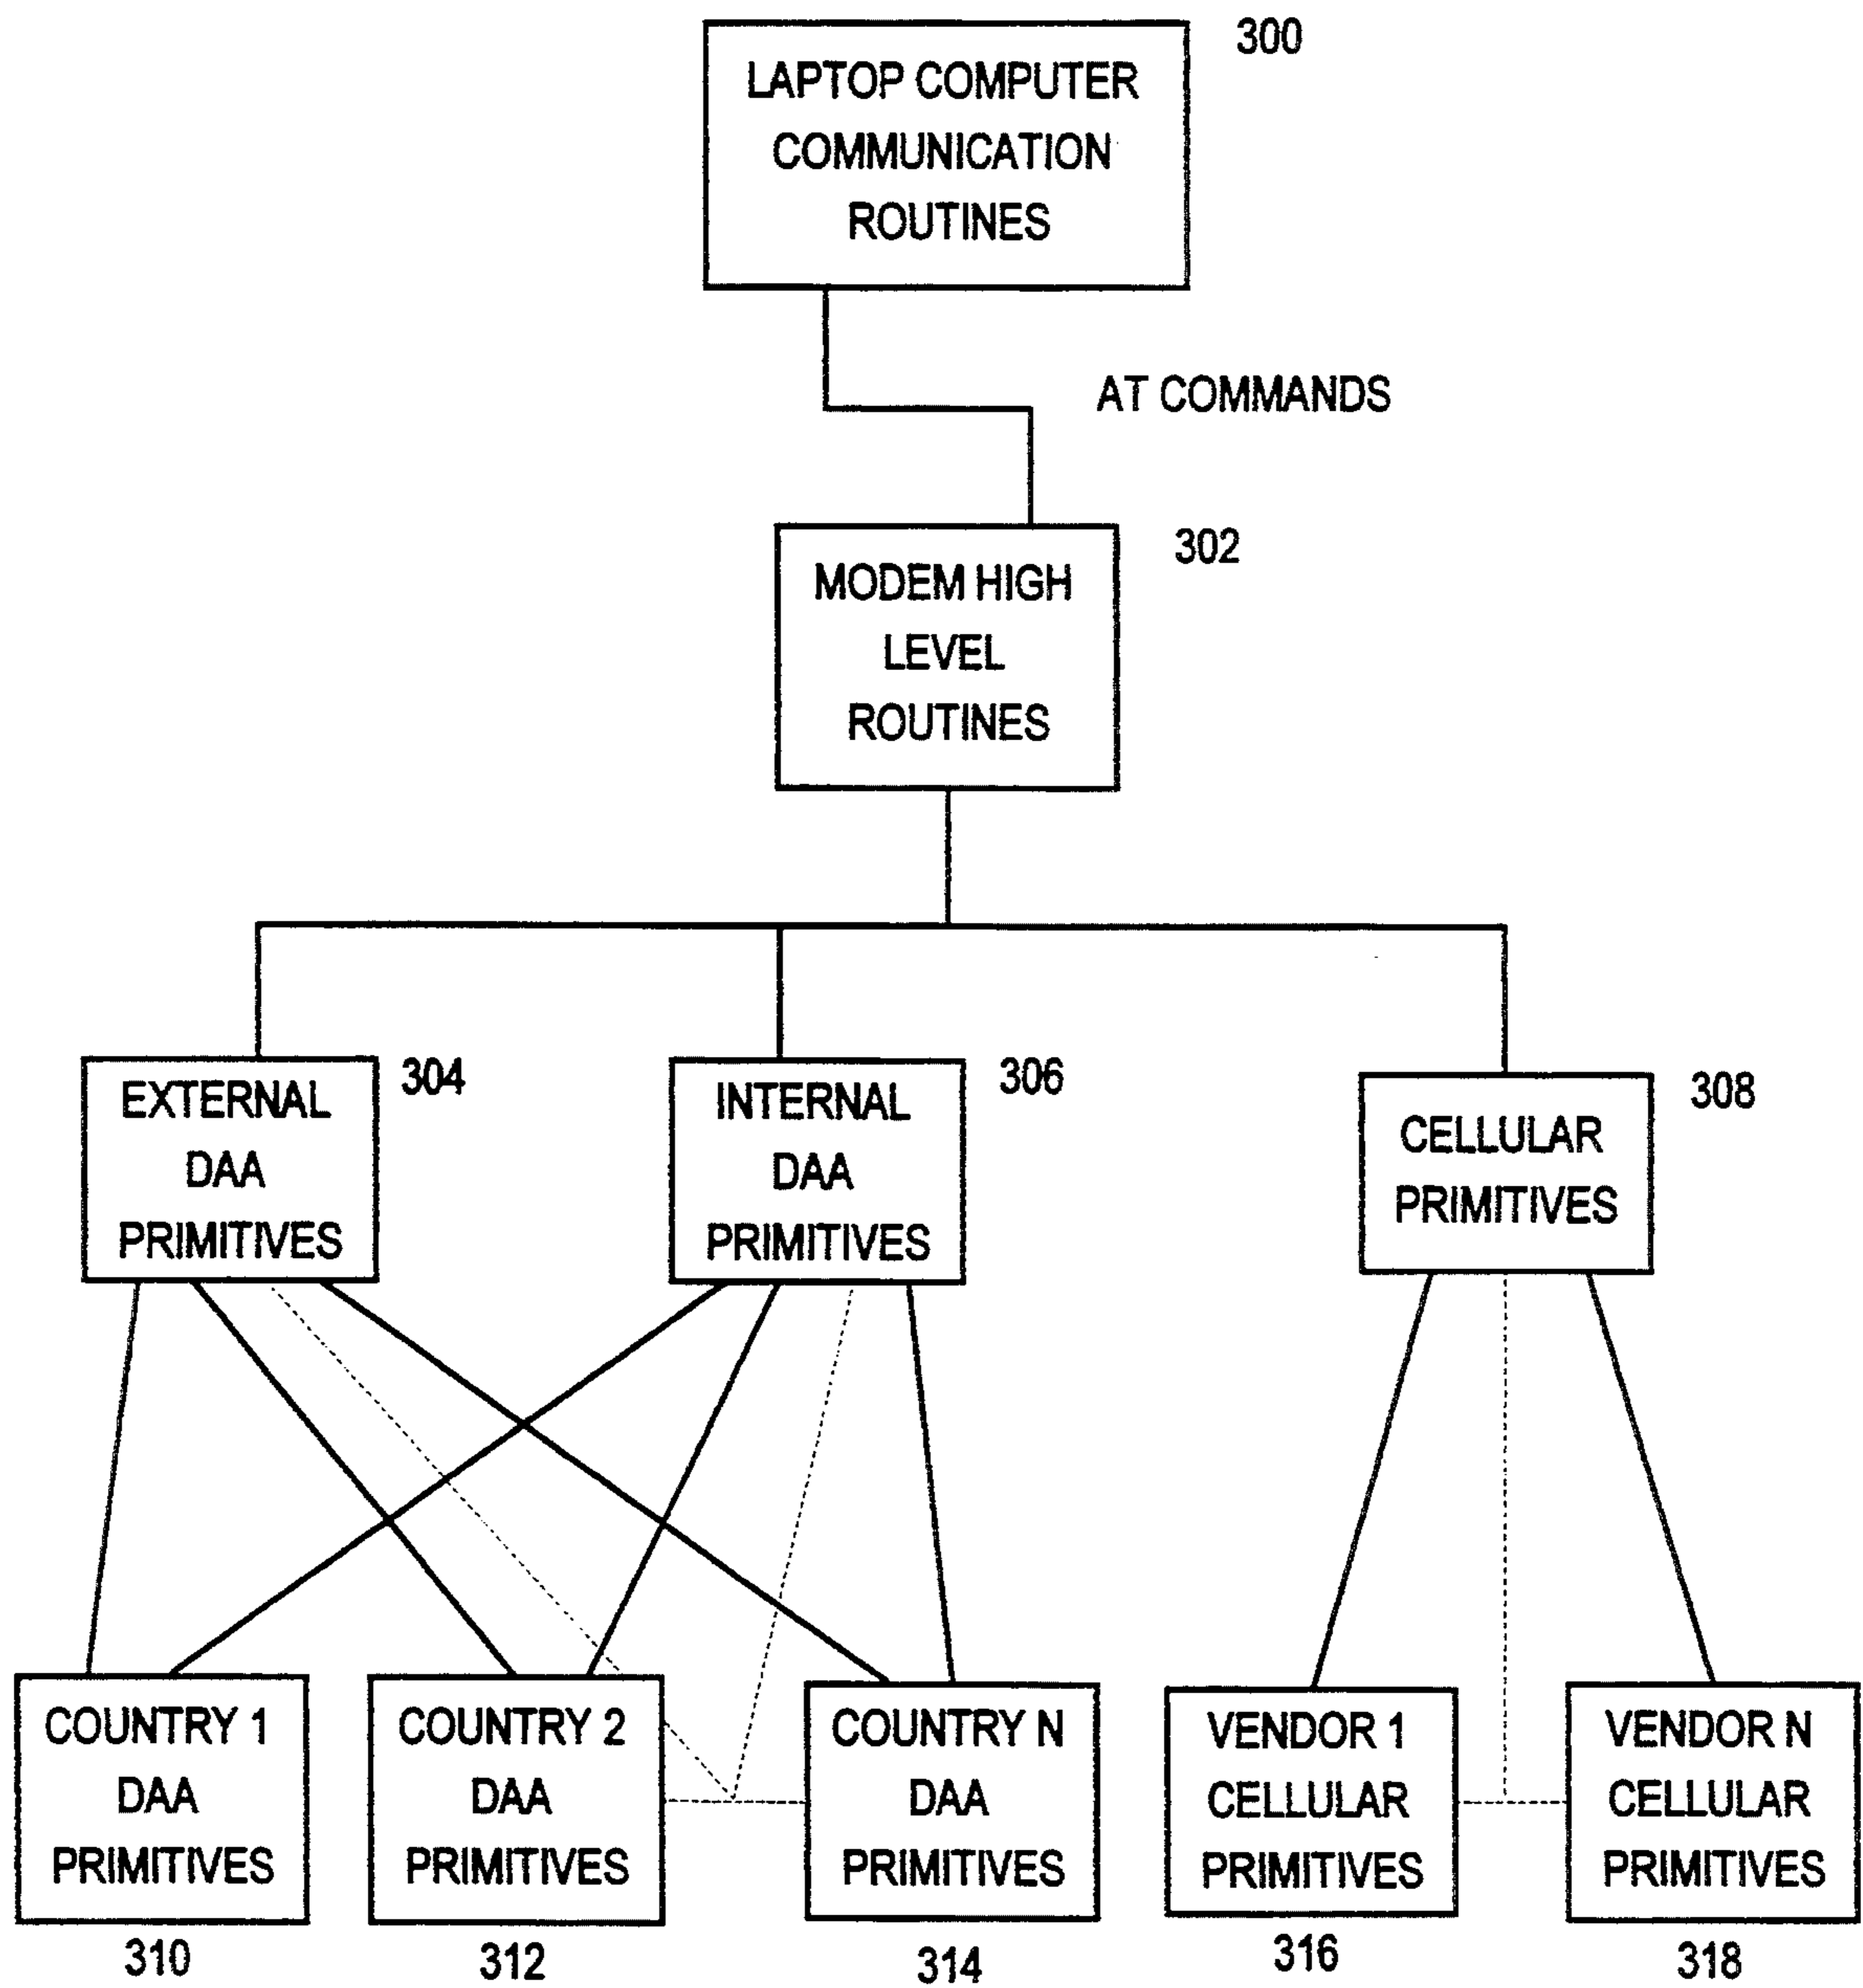 300
LAPTOP COMPUTER
COMMUNICATION
ROUTINES
AT COMMANDS
302
MODEM HIGH
LEVEL
ROUTINES
304
EXTERNAL
DAA
PRIMITIVES
306
INTERNAL
DAA
PRIMITIVES
308
CELLULAR
PRIMITIVES
COUNTRY 1
DAA
PRIMITIVES
310
COUNTRY 2
DAA
PRIMITIVES
312
COUNTRY N
DAA
PRIMITIVES
314
VENDOR 1
CELLULAR
PRIMITIVES
316
VENDOR N
CELLULAR
PRIMITIVES
318